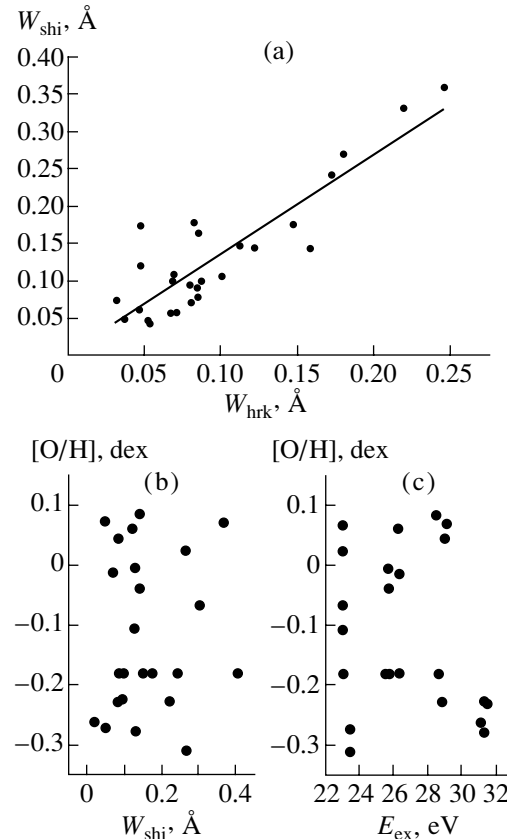 W_shi, Å
(a)
0.40
0.35
0.30
0.25
0.20
0.15
0.10
0.05
0 0.05 0.10 0.15 0.20 0.25
W_hrk, Å
[O/H], dex [O/H], dex
(b) (c)
0.1 0.1
0 0
−0.1 −0.1
−0.2 −0.2
−0.3 −0.3
0 0.2 0.4 22 24 26 28 30 32
W_shi, Å E_ex, eV